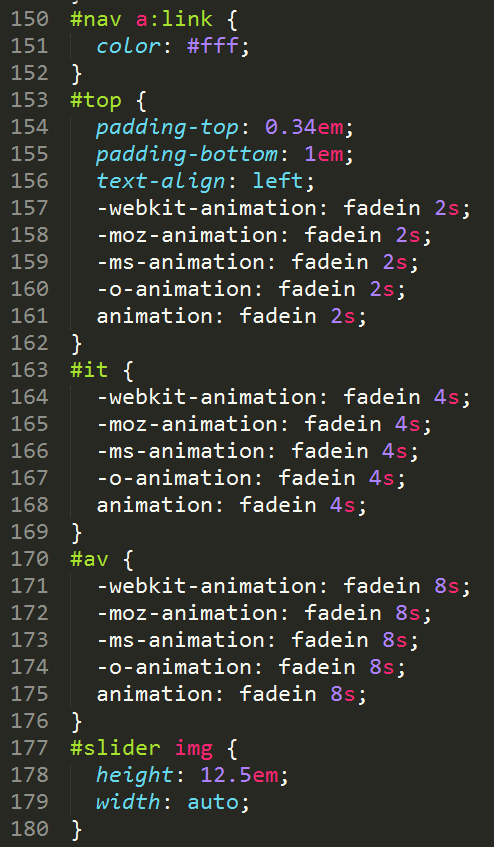 150 #nav a:link {
151   color: #fff;
152 }
153 #top {
154   padding-top: 0.34em;
155   padding-bottom: 1em;
156   text-align: left;
157   -webkit-animation: fadein 2s;
158   -moz-animation: fadein 2s;
159   -ms-animation: fadein 2s;
160   -o-animation: fadein 2s;
161   animation: fadein 2s;
162 }
163 #it {
164   -webkit-animation: fadein 4s;
165   -moz-animation: fadein 4s;
166   -ms-animation: fadein 4s;
167   -o-animation: fadein 4s;
168   animation: fadein 4s;
169 }
170 #av {
171   -webkit-animation: fadein 8s;
172   -moz-animation: fadein 8s;
173   -ms-animation: fadein 8s;
174   -o-animation: fadein 8s;
175   animation: fadein 8s;
176 }
177 #slider img {
178   height: 12.5em;
179   width: auto;
180 }